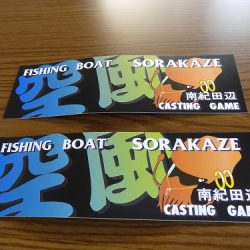 FISHING BOAT SORAKAZE
空風
南紀田辺
CASTING GAME
FISHING BOAT SORAKAZE
空風
南紀田辺
CASTING GAME